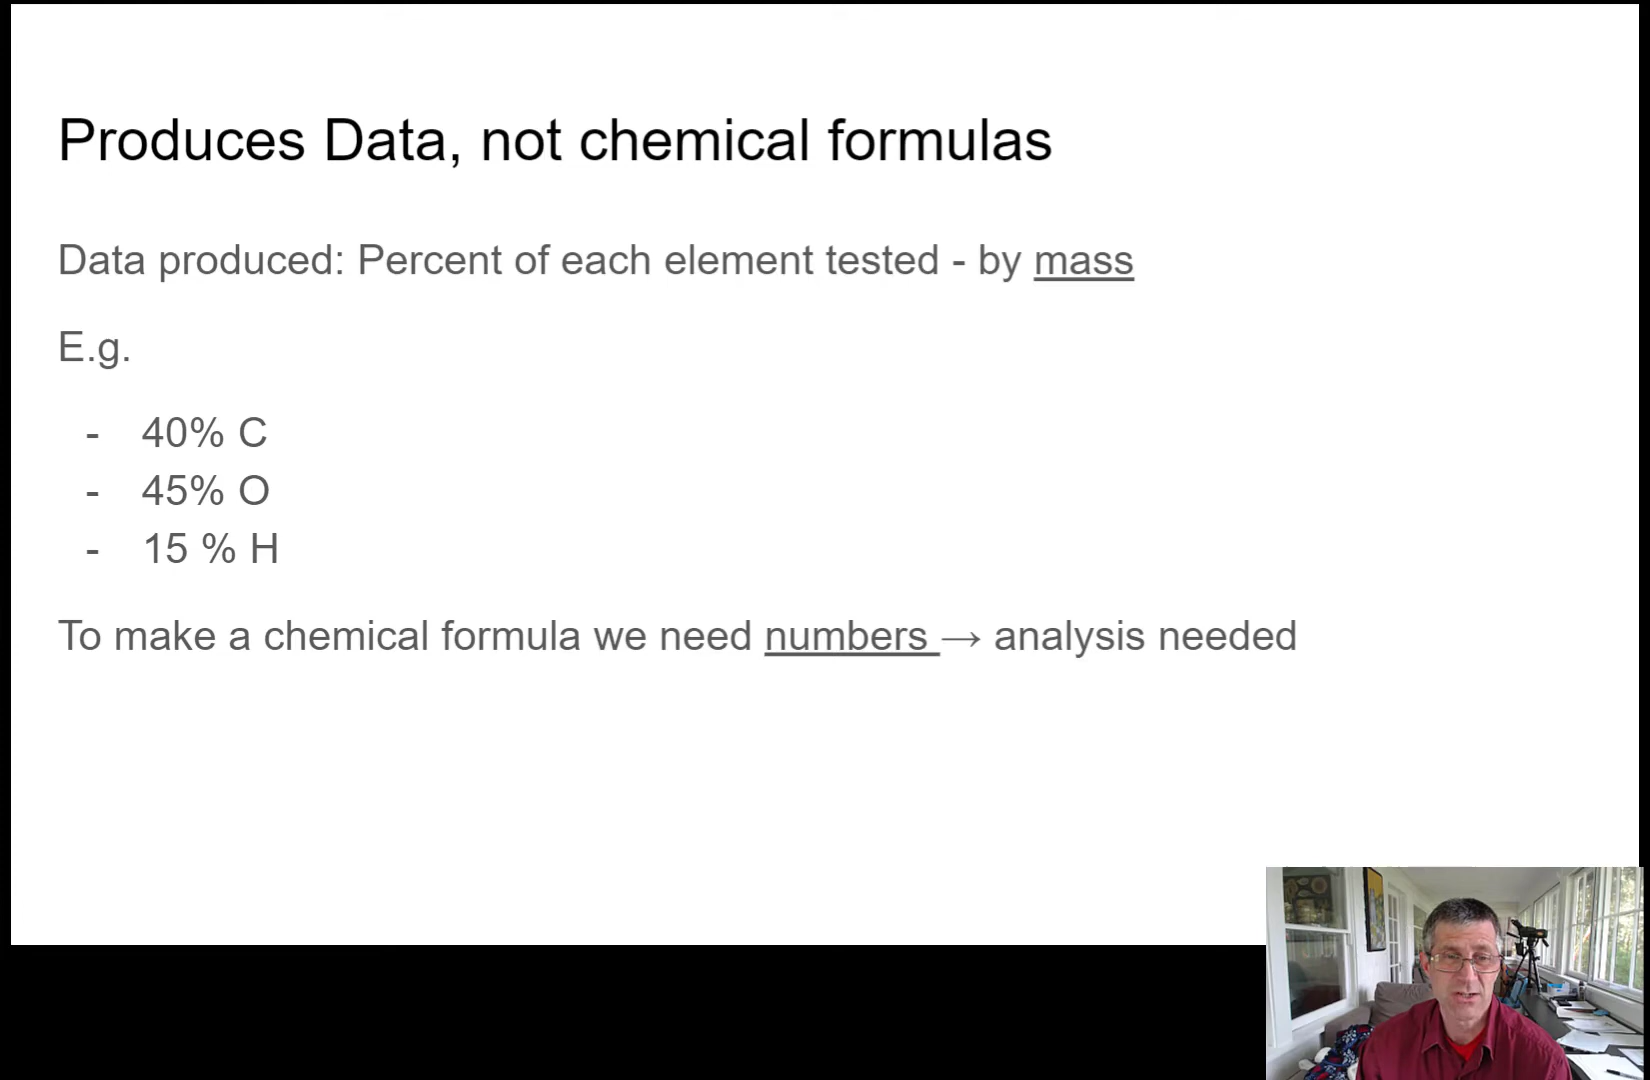 Produces Data, not chemical formulas
Data produced: Percent of each element tested - by mass
E.g.
- 40% C
- 45% O
- 15 % H
To make a chemical formula we need numbers → analysis needed